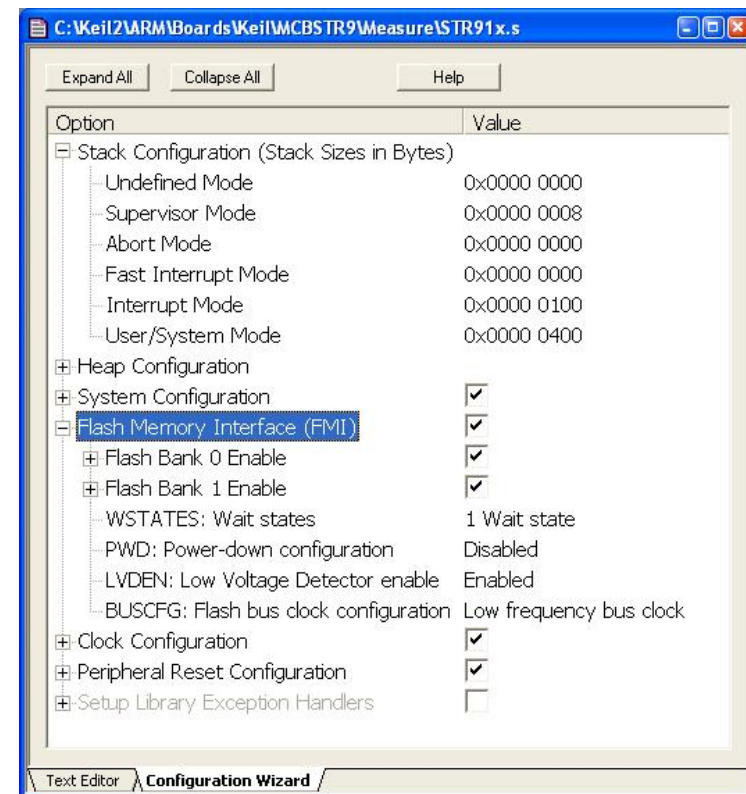 C:\Keil2\ARM\Boards\Keil\MCBSTR9\Measure\STR91x.s
Expand All Collapse All Help
Option Value
Stack Configuration (Stack Sizes in Bytes)
Undefined Mode 0x0000 0000
Supervisor Mode 0x0000 0008
Abort Mode 0x0000 0000
Fast Interrupt Mode 0x0000 0000
Interrupt Mode 0x0000 0100
User/System Mode 0x0000 0400
Heap Configuration
System Configuration
Flash Memory Interface (FMI)
Flash Bank 0 Enable
Flash Bank 1 Enable
WSTATES: Wait states 1 Wait state
PWD: Power-down configuration Disabled
LVDEN: Low Voltage Detector enable Enabled
BUSCFG: Flash bus clock configuration Low frequency bus clock
Clock Configuration
Peripheral Reset Configuration
Setup Library Exception Handlers
Text Editor Configuration Wizard